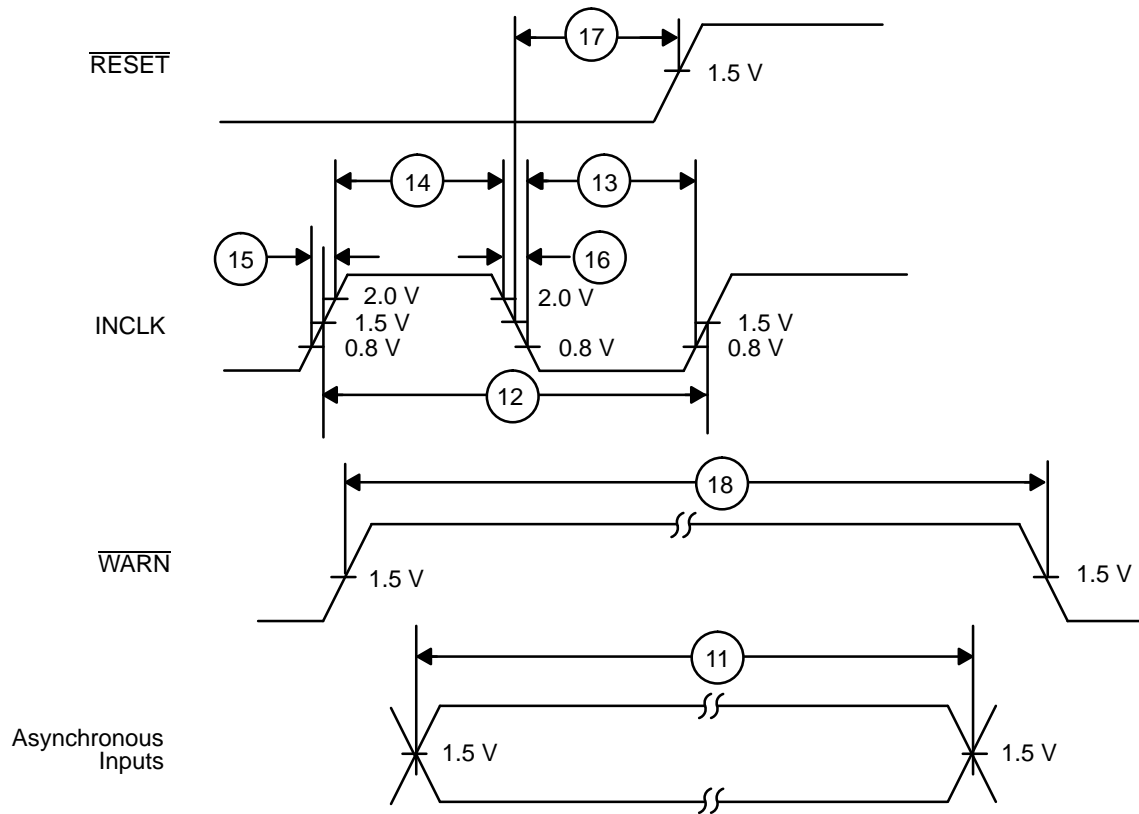 17
RESET
1.5 V
14
13
15
16
2.0 V
2.0 V
INCLK
1.5 V
1.5 V
0.8 V
0.8 V
0.8 V
12
18
WARN
1.5 V
1.5 V
11
Asynchronous
Inputs
1.5 V
1.5 V